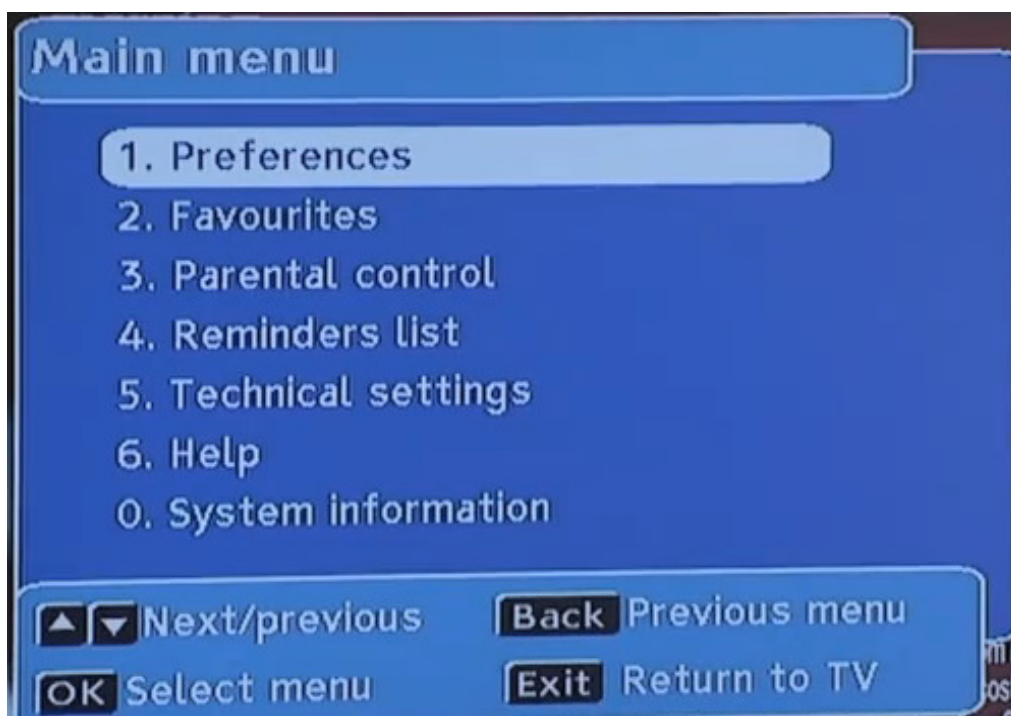 Main menu
1. Preferences
2. Favourites
3. Parental control
4. Reminders list
5. Technical settings
6. Help
0. System information
Next/previous Back Previous menu
OK Select menu Exit Return to TV